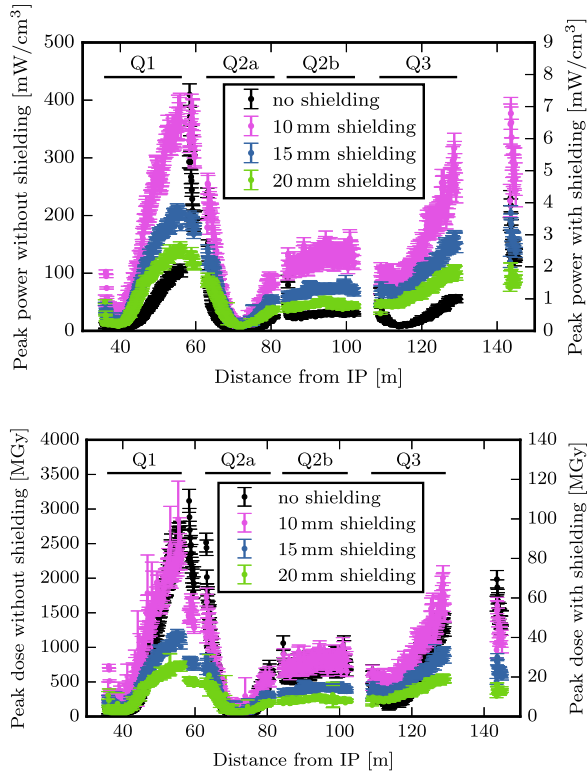 Q1 Q2a Q2b Q3
no shielding
10 mm shielding
15 mm shielding
20 mm shielding
Peak power without shielding [mW/cm³]
500
400
300
200
100
0
Peak power with shielding [mW/cm³]
9
8
7
6
5
4
3
2
1
0
40 60 80 100 120 140
Distance from IP [m]
Q1 Q2a Q2b Q3
no shielding
10 mm shielding
15 mm shielding
20 mm shielding
Peak dose without shielding [MGy]
4000
3500
3000
2500
2000
1500
1000
500
0
Peak dose with shielding [MGy]
140
120
100
80
60
40
20
0
40 60 80 100 120 140
Distance from IP [m]